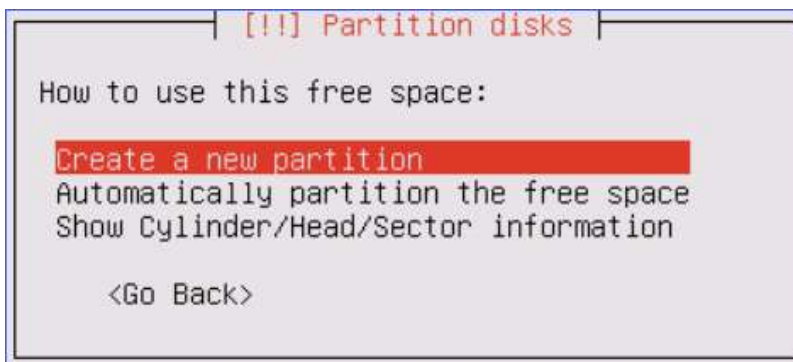 [!!] Partition disks
How to use this free space:
Create a new partition
Automatically partition the free space
Show Cylinder/Head/Sector information
<Go Back>